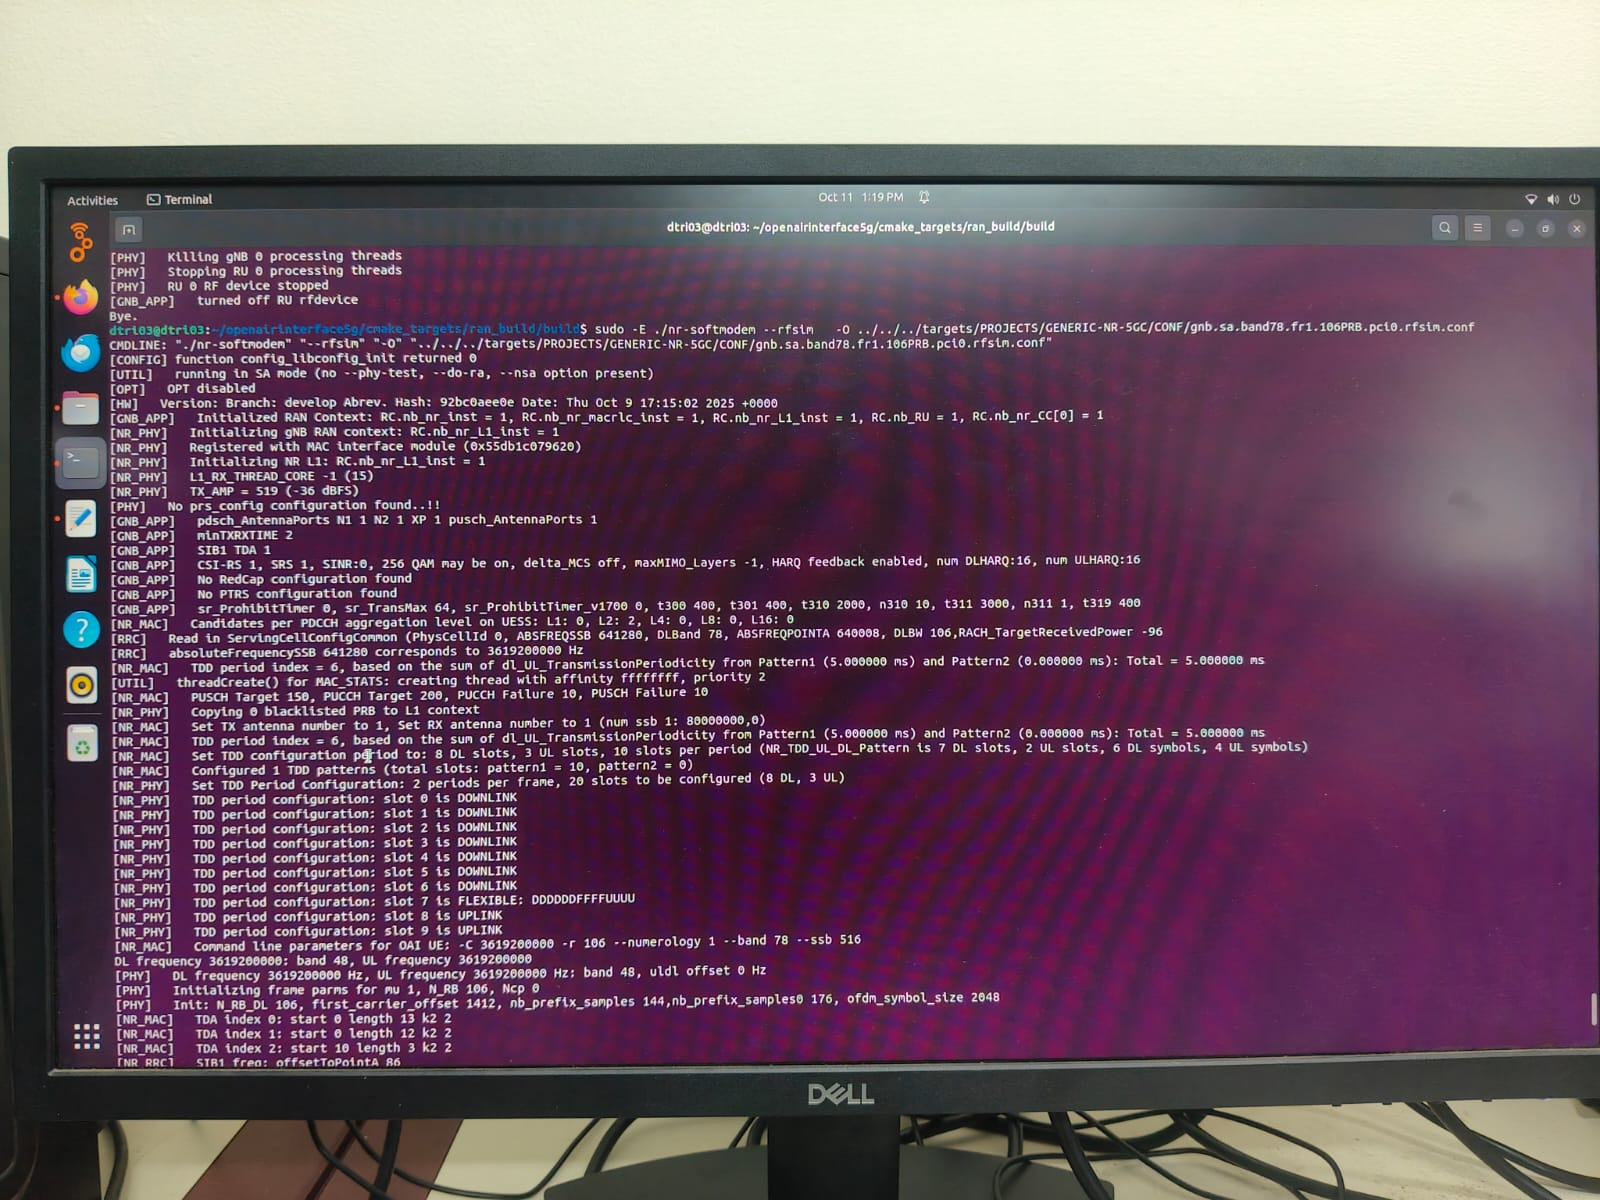 Activities Terminal Oct 11 1:19 PM
dtri03@dtri03: ~/openairinterface5g/cmake_targets/ran_build/build
[PHY] Killing gNB 0 processing threads
[PHY] Stopping RU 0 processing threads
[PHY] RU 0 RF device stopped
[GNB_APP] turned off RU rfdevice
Bye.
dtri03@dtri03:~/openairinterface5g/cmake_targets/ran_build/build$ sudo -E ./nr-softmodem --rfsim -O ../../../targets/PROJECTS/GENERIC-NR-5GC/CONF/gnb.sa.band78.fr1.106PRB.pci0.rfsim.conf
CMDLINE: "./nr-softmodem" "--rfsim" "-O" "../../../targets/PROJECTS/GENERIC-NR-5GC/CONF/gnb.sa.band78.fr1.106PRB.pci0.rfsim.conf"
[CONFIG] function config_libconfig_init returned 0
[UTIL] running in SA mode (no --phy-test, --do-ra, --nsa option present)
[OPT] OPT disabled
[HW] Version: Branch: develop Abrev. Hash: 92bc0aee0e Date: Thu Oct 9 17:15:02 2025 +0000
[GNB_APP] Initialized RAN Context: RC.nb_nr_inst = 1, RC.nb_nr_macrlc_inst = 1, RC.nb_nr_L1_inst = 1, RC.nb_RU = 1, RC.nb_nr_CC[0] = 1
[NR_PHY] Initializing gNB RAN context: RC.nb_nr_L1_inst = 1
[NR_PHY] Registered with MAC interface module (0x55db1c079620)
[NR_PHY] Initializing NR L1: RC.nb_nr_L1_inst = 1
[NR_PHY] L1_RX_THREAD_CORE -1 (15)
[NR_PHY] TX_AMP = 519 (-36 dBFS)
[PHY] No prs_config configuration found..!!
[GNB_APP] pdsch_AntennaPorts N1 1 N2 1 XP 1 pusch_AntennaPorts 1
[GNB_APP] minTXRXTIME 2
[GNB_APP] SIB1 TDA 1
[GNB_APP] CSI-RS 1, SRS 1, SINR:0, 256 QAM may be on, delta_MCS off, maxMIMO_Layers -1, HARQ feedback enabled, num DLHARQ:16, num ULHARQ:16
[GNB_APP] No RedCap configuration found
[GNB_APP] No PTRS configuration found
[GNB_APP] sr_ProhibitTimer 0, sr_TransMax 64, sr_ProhibitTimer_v1700 0, t300 400, t301 400, t310 2000, n310 10, t311 3000, n311 1, t319 400
[NR_MAC] Candidates per PDCCH aggregation level on UESS: L1: 0, L2: 2, L4: 0, L8: 0, L16: 0
[RRC] Read in ServingCellConfigCommon (PhysCellId 0, ABSFREQSSB 641280, DLBand 78, ABSFREQPOINTA 640008, DLBW 106,RACH_TargetReceivedPower -96
[RRC] absoluteFrequencySSB 641280 corresponds to 3619200000 Hz
[NR_MAC] TDD period index = 6, based on the sum of dl_UL_TransmissionPeriodicity from Pattern1 (5.000000 ms) and Pattern2 (0.000000 ms): Total = 5.000000 ms
[UTIL] threadCreate() for MAC_STATS: creating thread with affinity ffffffff, priority 2
[NR_MAC] PUSCH Target 150, PUCCH Target 200, PUCCH Failure 10, PUSCH Failure 10
[NR_PHY] Copying 0 blacklisted PRB to L1 context
[NR_MAC] Set TX antenna number to 1, Set RX antenna number to 1 (num ssb 1: 80000000,0)
[NR_MAC] TDD period index = 6, based on the sum of dl_UL_TransmissionPeriodicity from Pattern1 (5.000000 ms) and Pattern2 (0.000000 ms): Total = 5.000000 ms
[NR_MAC] Set TDD configuration period to: 8 DL slots, 3 UL slots, 10 slots per period (NR_TDD_UL_DL_Pattern is 7 DL slots, 2 UL slots, 6 DL symbols, 4 UL symbols)
[NR_MAC] Configured 1 TDD patterns (total slots: pattern1 = 10, pattern2 = 0)
[NR_PHY] Set TDD Period Configuration: 2 periods per frame, 20 slots to be configured (8 DL, 3 UL)
[NR_PHY] TDD period configuration: slot 0 is DOWNLINK
[NR_PHY] TDD period configuration: slot 1 is DOWNLINK
[NR_PHY] TDD period configuration: slot 2 is DOWNLINK
[NR_PHY] TDD period configuration: slot 3 is DOWNLINK
[NR_PHY] TDD period configuration: slot 4 is DOWNLINK
[NR_PHY] TDD period configuration: slot 5 is DOWNLINK
[NR_PHY] TDD period configuration: slot 6 is DOWNLINK
[NR_PHY] TDD period configuration: slot 7 is FLEXIBLE: DDDDDDFFFFUUUU
[NR_PHY] TDD period configuration: slot 8 is UPLINK
[NR_PHY] TDD period configuration: slot 9 is UPLINK
[NR_MAC] Command line parameters for OAI UE: -C 3619200000 -r 106 --numerology 1 --band 78 --ssb 516
DL frequency 3619200000: band 48, UL frequency 3619200000
[PHY] DL frequency 3619200000 Hz, UL frequency 3619200000 Hz: band 48, uldl offset 0 Hz
[PHY] Initializing frame parms for mu 1, N_RB 106, Ncp 0
[PHY] Init: N_RB_DL 106, first_carrier_offset 1412, nb_prefix_samples 144,nb_prefix_samples0 176, ofdm_symbol_size 2048
[NR_MAC] TDA index 0: start 0 length 13 k2 2
[NR_MAC] TDA index 1: start 0 length 12 k2 2
[NR_MAC] TDA index 2: start 10 length 3 k2 2
[NR_RRC] SIB1 freq: offsetToPointA 86
DELL